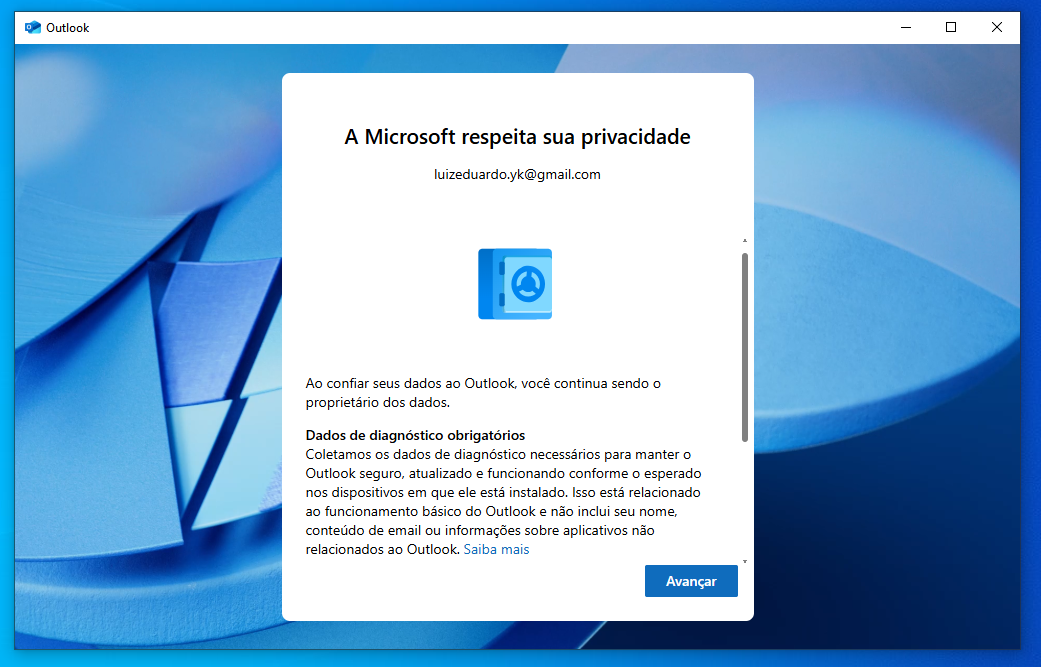 Outlook
A Microsoft respeita sua privacidade
luizeduardo.yk@gmail.com
Ao confiar seus dados ao Outlook, você continua sendo o
proprietário dos dados.
Dados de diagnóstico obrigatórios
Coletamos os dados de diagnóstico necessários para manter o
Outlook seguro, atualizado e funcionando conforme o esperado
nos dispositivos em que ele está instalado. Isso está relacionado
ao funcionamento básico do Outlook e não inclui seu nome,
conteúdo de email ou informações sobre aplicativos não
relacionados ao Outlook. Saiba mais
Avançar